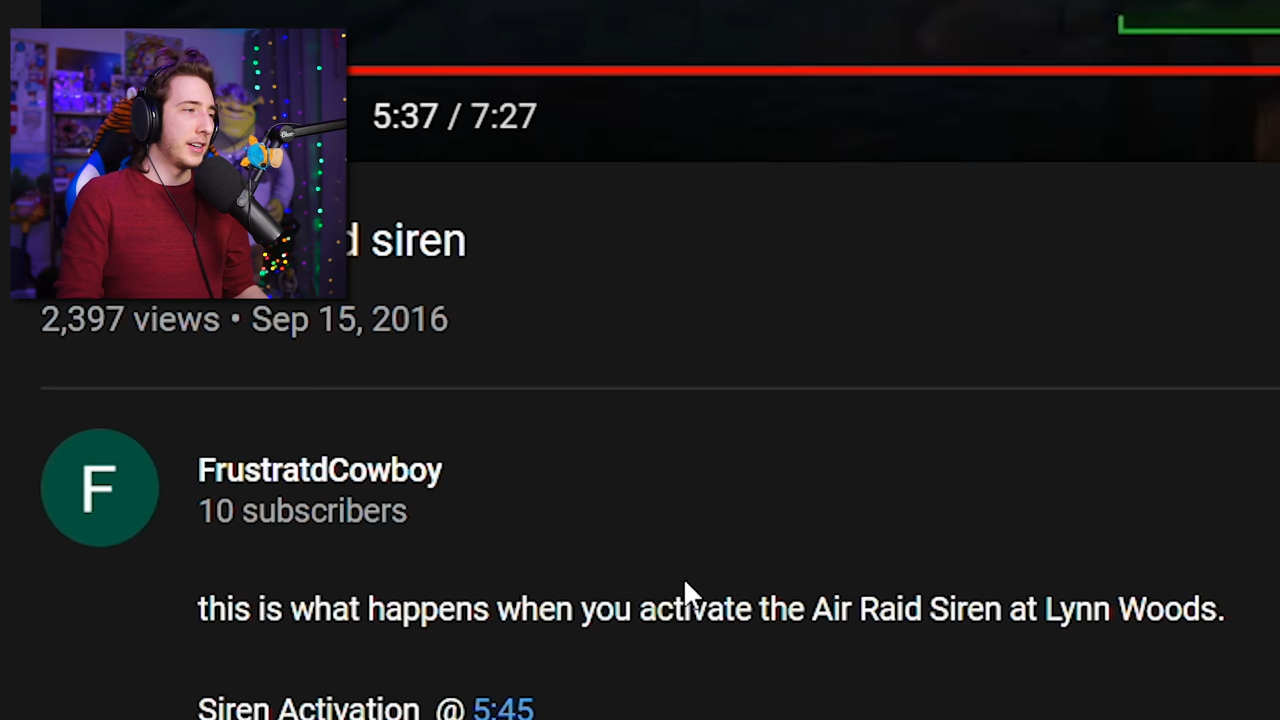 5:37 / 7:27
siren
2,397 views • Sep 15, 2016
F
FrustratdCowboy
10 subscribers
this is what happens when you activate the Air Raid Siren at Lynn Woods.
Siren Activation @ 5:45